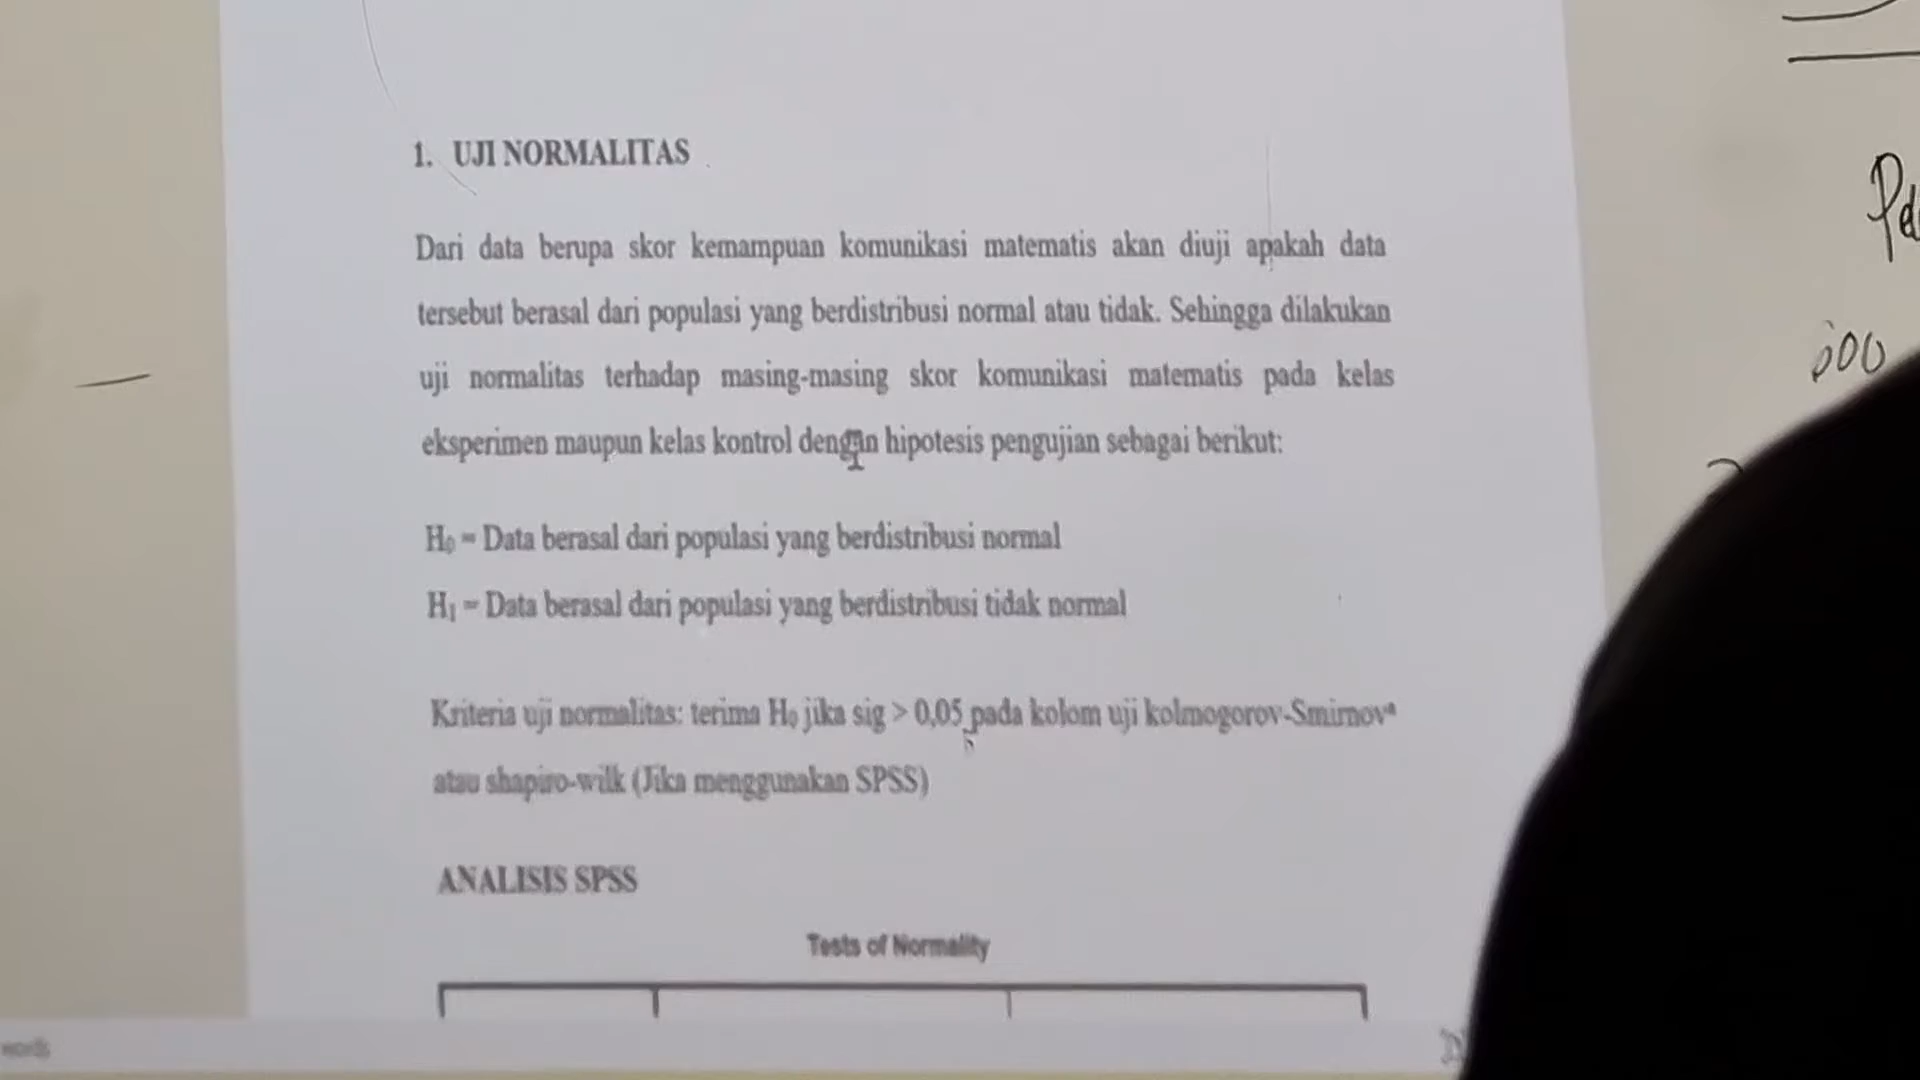 1. UJI NORMALITAS
Dari data berupa skor kemampuan komunikasi matematis akan diuji apakah data
tersebut berasal dari populasi yang berdistribusi normal atau tidak. Sehingga dilakukan
uji normalitas terhadap masing-masing skor komunikasi matematis pada kelas
eksperimen maupun kelas kontrol dengan hipotesis pengujian sebagai berikut:
H₀ = Data berasal dari populasi yang berdistribusi normal
H₁ = Data berasal dari populasi yang berdistribusi tidak normal
Kriteria uji normalitas: terima H₀ jika sig > 0,05 pada kolom uji kolmogorov-Smirnovᵃ
atau shapiro-wilk (Jika menggunakan SPSS)
ANALISIS SPSS
Tests of Normality
words